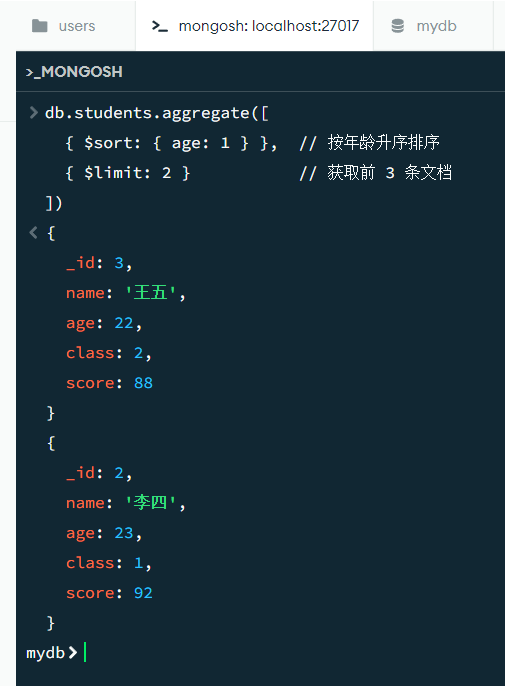 users
mongosh: localhost:27017
mydb
>_MONGOSH
db.students.aggregate([
{ $sort: { age: 1 } },  // 按年龄升序排序
{ $limit: 2 }           // 获取前 3 条文档
])
{
_id: 3,
name: '王五',
age: 22,
class: 2,
score: 88
}
{
_id: 2,
name: '李四',
age: 23,
class: 1,
score: 92
}
mydb>